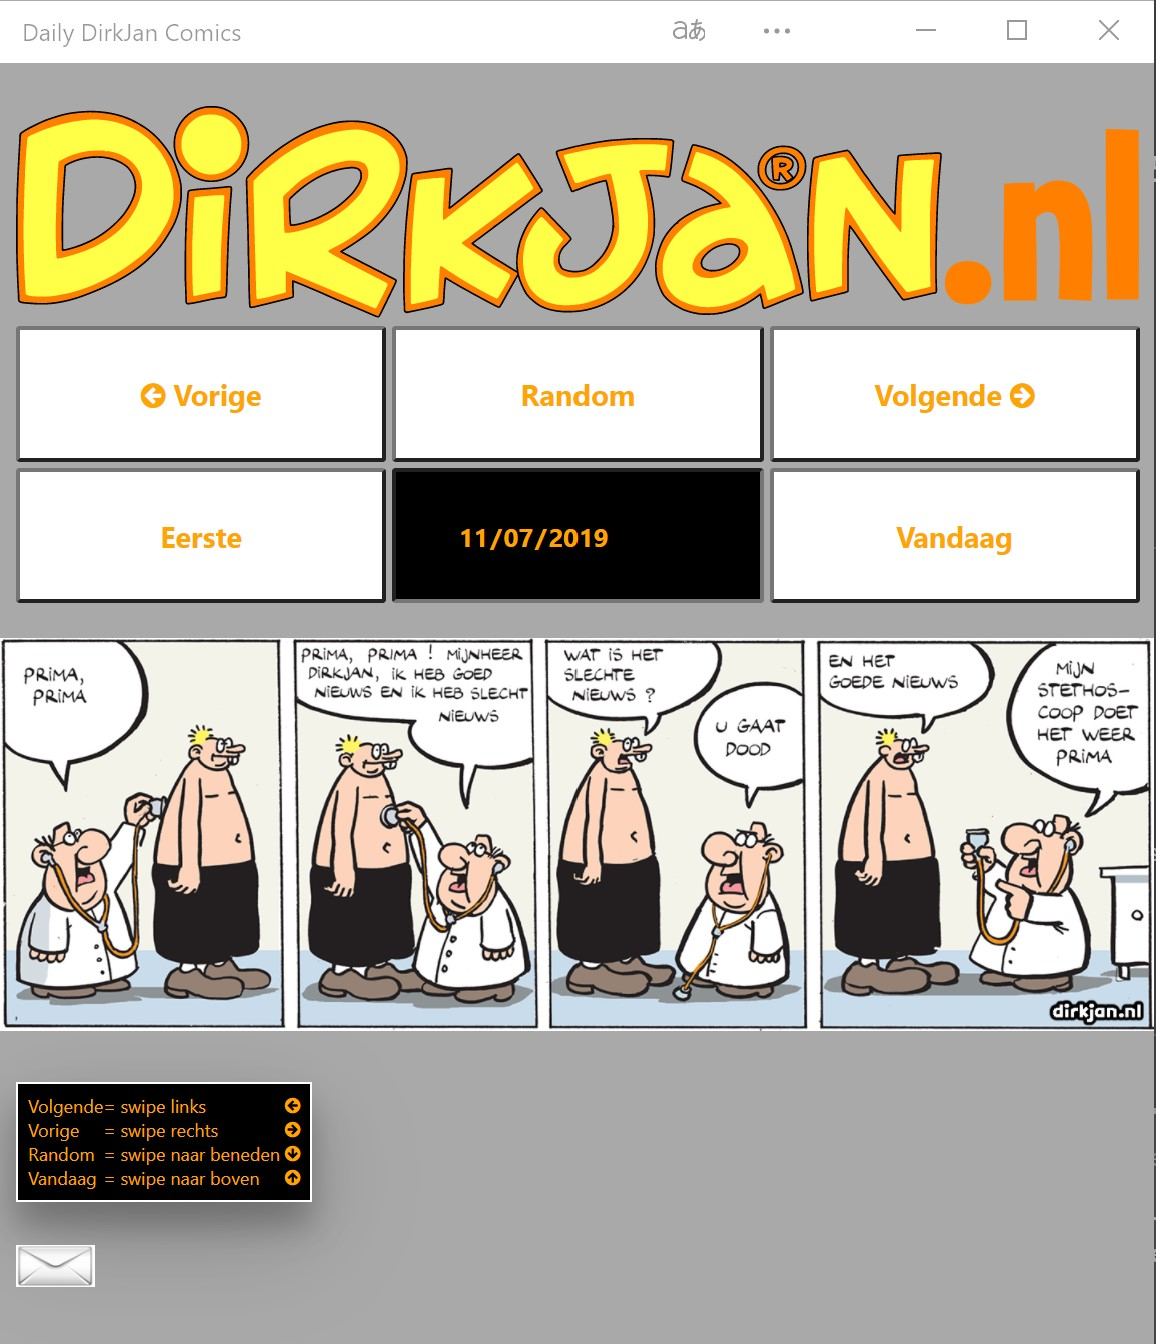 Daily DirkJan Comics
aあ
DiRKJaN®.nl
Vorige
Random
Volgende
Eerste
11/07/2019
Vandaag
PRIMA,
PRIMA
PRIMA, PRIMA ! MIJNHEER
DIRKJAN, IK HEB GOED
NIEUWS EN IK HEB SLECHT
NIEUWS
WAT IS HET
SLECHTE
NIEUWS ?
U GAAT
DOOD
EN HET
GOEDE NIEUWS
MIJN
STETHOS-
COOP DOET
HET WEER
PRIMA
dirkjan.nl
Volgende= swipe links
Vorige = swipe rechts
Random = swipe naar beneden
Vandaag = swipe naar boven